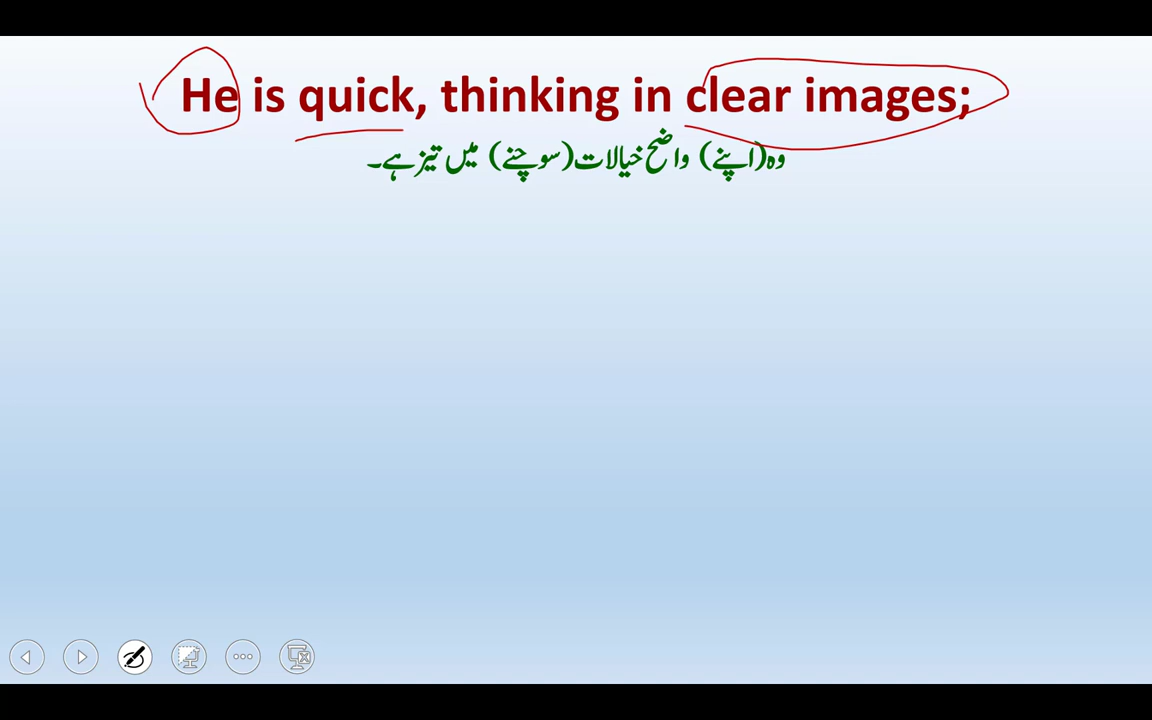 He is quick, thinking in clear images;
وہ(اپنے) واضح خیالات(سوچنے) میں تیز ہے۔